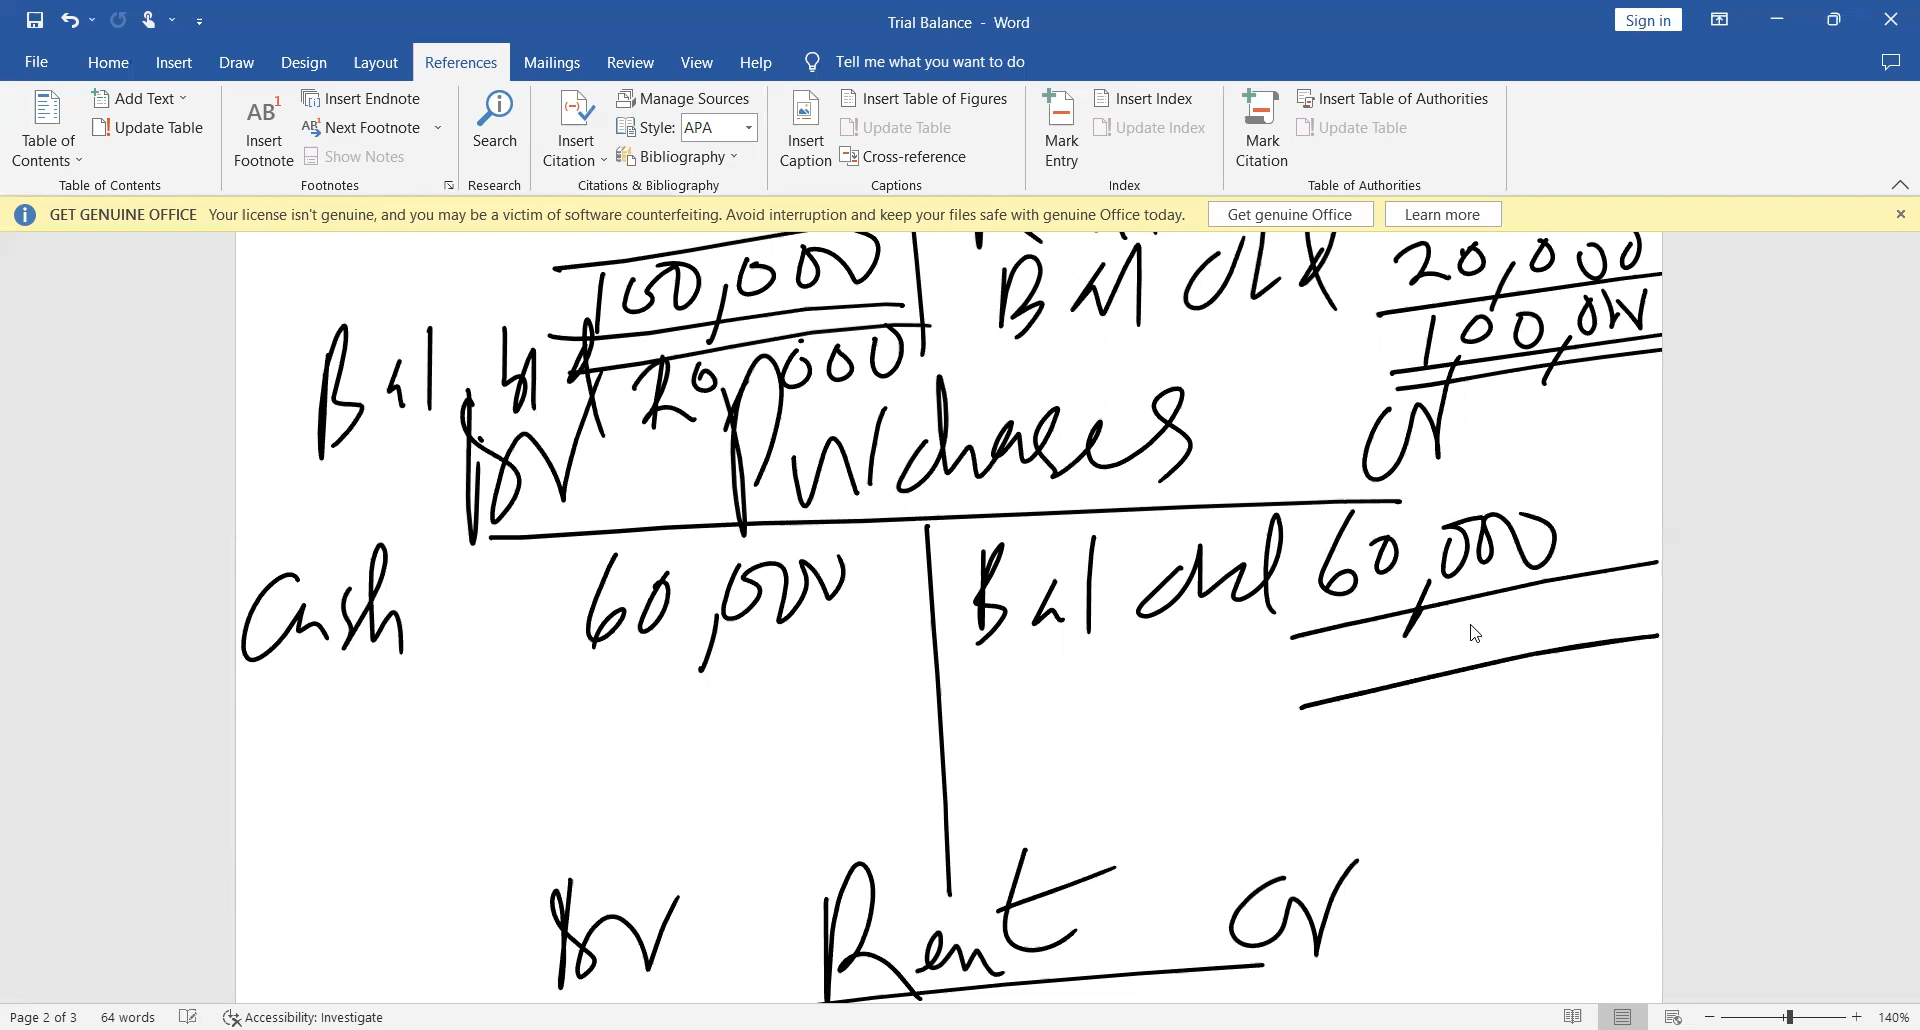 Trial Balance - Word
Sign in
File Home Insert Draw Design Layout References Mailings Review View Help Tell me what you want to do
Table of Contents
Add Text
Update Table
Table of Contents
AB1 Insert Footnote
Insert Endnote
AB1 Next Footnote
Show Notes
Footnotes
Search
Research
Insert Citation
Manage Sources
Style: APA
Bibliography
Citations & Bibliography
Insert Caption
Insert Table of Figures
Update Table
Cross-reference
Captions
Mark Entry
Insert Index
Update Index
Index
Mark Citation
Insert Table of Authorities
Update Table
Table of Authorities
GET GENUINE OFFICE Your license isn't genuine, and you may be a victim of software counterfeiting. Avoid interruption and keep your files safe with genuine Office today. Get genuine Office Learn more
100,000 Bal c/d 20,000
100,000
Bal b/d 20,000
Dr Purchases Cr
Cash 60,000 Bal c/d 60,000
Dr Rent Cr
Page 2 of 3 64 words Accessibility: Investigate 140%